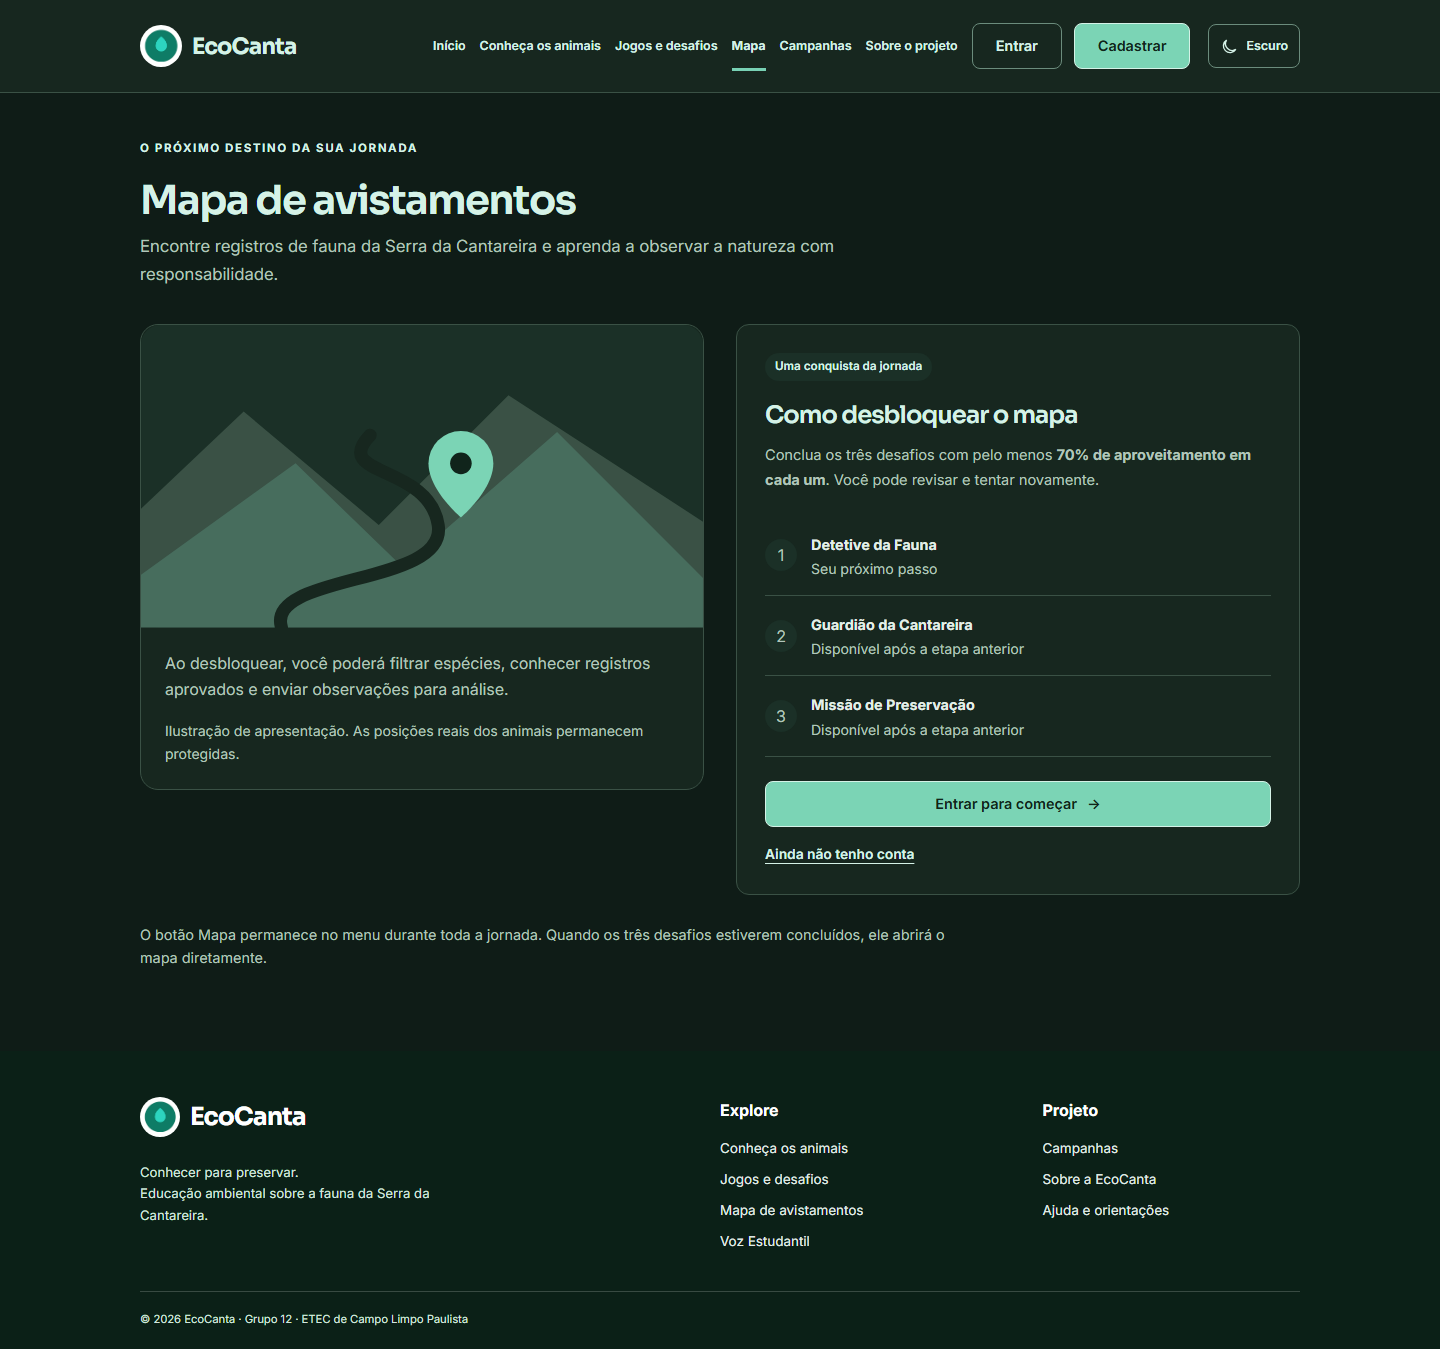 EcoCanta
Início
Conheça os animais
Jogos e desafios
Mapa
Campanhas
Sobre o projeto
Entrar
Cadastrar
Escuro
O PRÓXIMO DESTINO DA SUA JORNADA
Mapa de avistamentos
Encontre registros de fauna da Serra da Cantareira e aprenda a observar a natureza com
responsabilidade.
Ao desbloquear, você poderá filtrar espécies, conhecer registros
aprovados e enviar observações para análise.
Ilustração de apresentação. As posições reais dos animais permanecem
protegidas.
Uma conquista da jornada
Como desbloquear o mapa
Conclua os três desafios com pelo menos 70% de aproveitamento em
cada um. Você pode revisar e tentar novamente.
1
Detetive da Fauna
Seu próximo passo
2
Guardião da Cantareira
Disponível após a etapa anterior
3
Missão de Preservação
Disponível após a etapa anterior
Entrar para começar →
Ainda não tenho conta
O botão Mapa permanece no menu durante toda a jornada. Quando os três desafios estiverem concluídos, ele abrirá o
mapa diretamente.
EcoCanta
Conhecer para preservar.
Educação ambiental sobre a fauna da Serra da
Cantareira.
Explore
Conheça os animais
Jogos e desafios
Mapa de avistamentos
Voz Estudantil
Projeto
Campanhas
Sobre a EcoCanta
Ajuda e orientações
© 2026 EcoCanta · Grupo 12 · ETEC de Campo Limpo Paulista